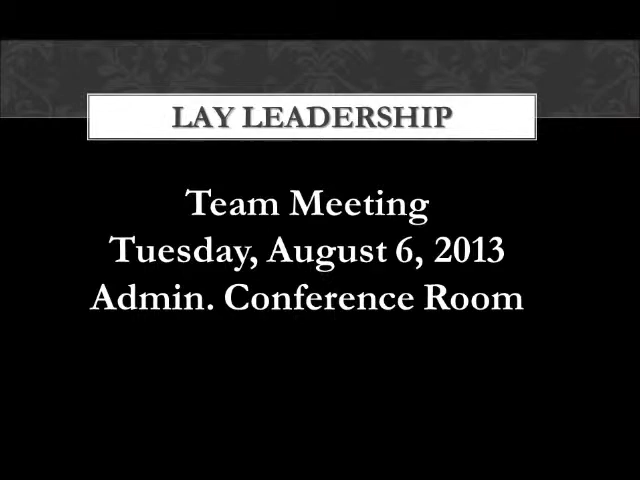 LAY LEADERSHIP
Team Meeting
Tuesday, August 6, 2013
Admin. Conference Room